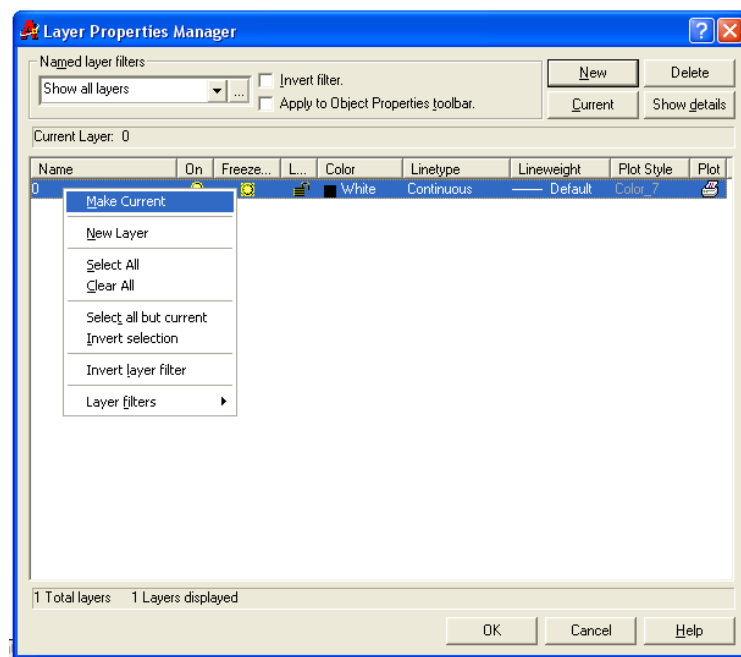 Layer Properties Manager
Named layer filters
Show all layers
...
Invert filter.
Apply to Object Properties toolbar.
New
Delete
Current
Show details
Current Layer: 0
Name On Freeze... L... Color Linetype Lineweight Plot Style Plot
0 White Continuous Default Color_7
Make Current
New Layer
Select All
Clear All
Select all but current
Invert selection
Invert layer filter
Layer filters
1 Total layers 1 Layers displayed
OK Cancel Help